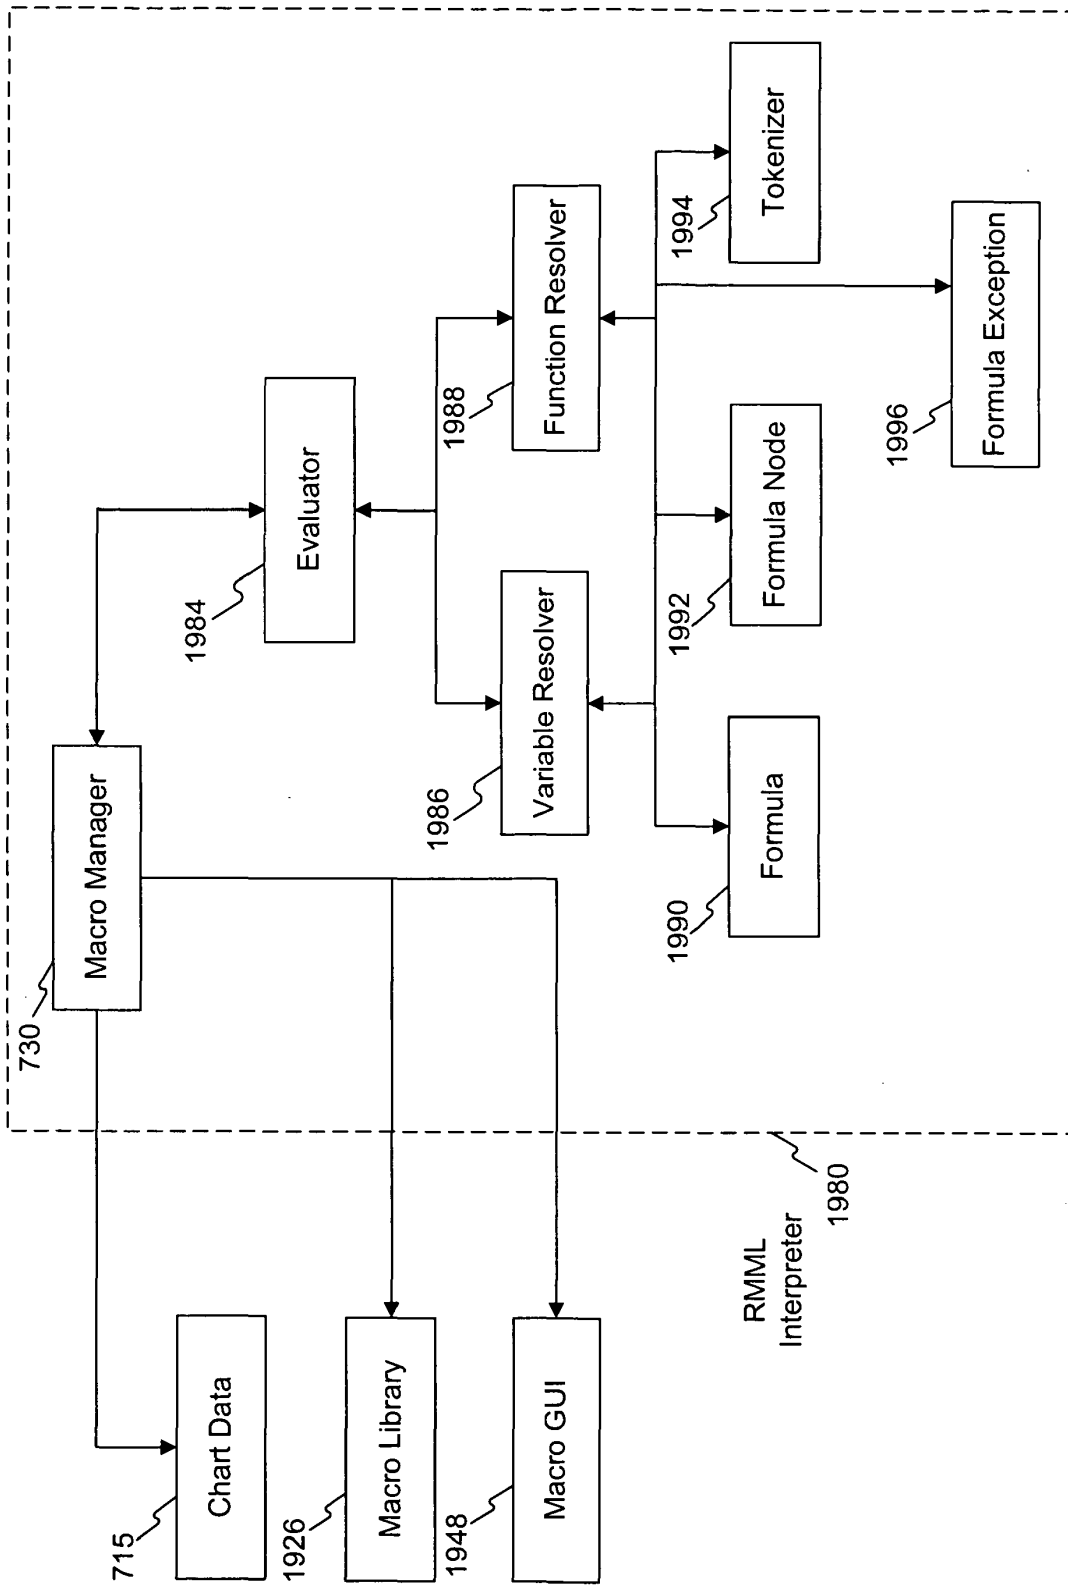 730
Macro Manager
1984
Evaluator
715
Chart Data
1926
Macro Library
1948
Macro GUI
1986
Variable Resolver
1988
Function Resolver
1990
Formula
1992
Formula Node
1994
Tokenizer
1996
Formula Exception
RMML
Interpreter
1980